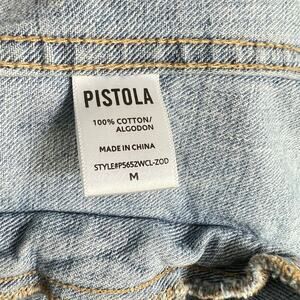 PISTOLA
100% COTTON/
ALGODON
MADE IN CHINA
STYLE#P565ZWCL-ZOD
M